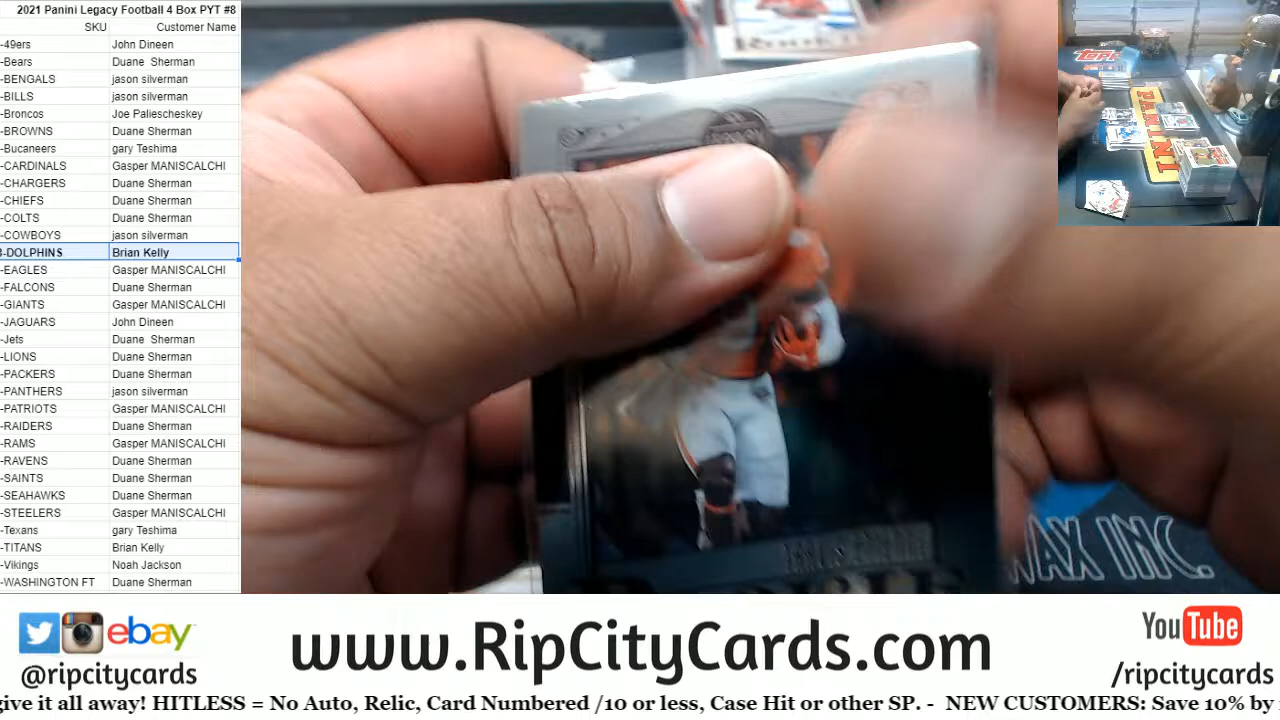 2021 Panini Legacy Football 4 Box PYT #8
SKU Customer Name
-49ers John Dineen
-Bears Duane Sherman
-BENGALS jason silverman
-BILLS jason silverman
-Broncos Joe Paliescheskey
-BROWNS Duane Sherman
-Bucaneers gary Teshima
-CARDINALS Gasper MANISCALCHI
-CHARGERS Duane Sherman
-CHIEFS Duane Sherman
-COLTS Duane Sherman
-COWBOYS jason silverman
-DOLPHINS Brian Kelly
-EAGLES Gasper MANISCALCHI
-FALCONS Duane Sherman
-GIANTS Gasper MANISCALCHI
-JAGUARS John Dineen
-Jets Duane Sherman
-LIONS Duane Sherman
-PACKERS Duane Sherman
-PANTHERS jason silverman
-PATRIOTS Gasper MANISCALCHI
-RAIDERS Duane Sherman
-RAMS Gasper MANISCALCHI
-RAVENS Duane Sherman
-SAINTS Duane Sherman
-SEAHAWKS Duane Sherman
-STEELERS Gasper MANISCALCHI
-Texans gary Teshima
-TITANS Brian Kelly
-Vikings Noah Jackson
-WASHINGTON FT Duane Sherman
TOPPS
PANINI
WAX INC.
ebay
@ripcitycards
www.RipCityCards.com
YouTube
/ripcitycards
give it all away! HITLESS = No Auto, Relic, Card Numbered /10 or less, Case Hit or other SP. - NEW CUSTOMERS: Save 10% by